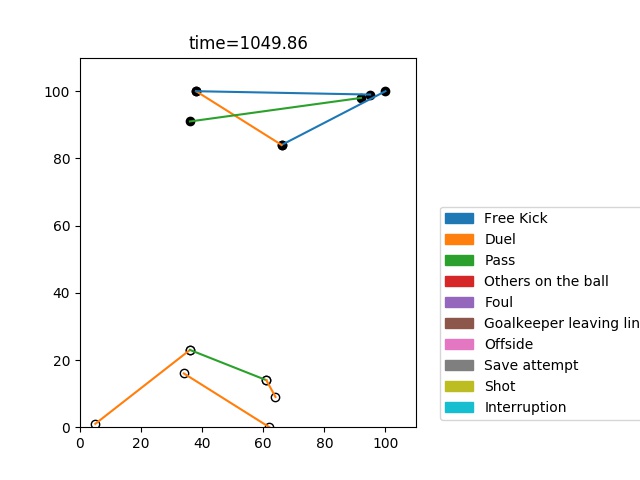 time=1049.86
100
80
60
40
20
0
0 20 40 60 80 100
Free Kick
Duel
Pass
Others on the ball
Foul
Goalkeeper leaving lin
Offside
Save attempt
Shot
Interruption